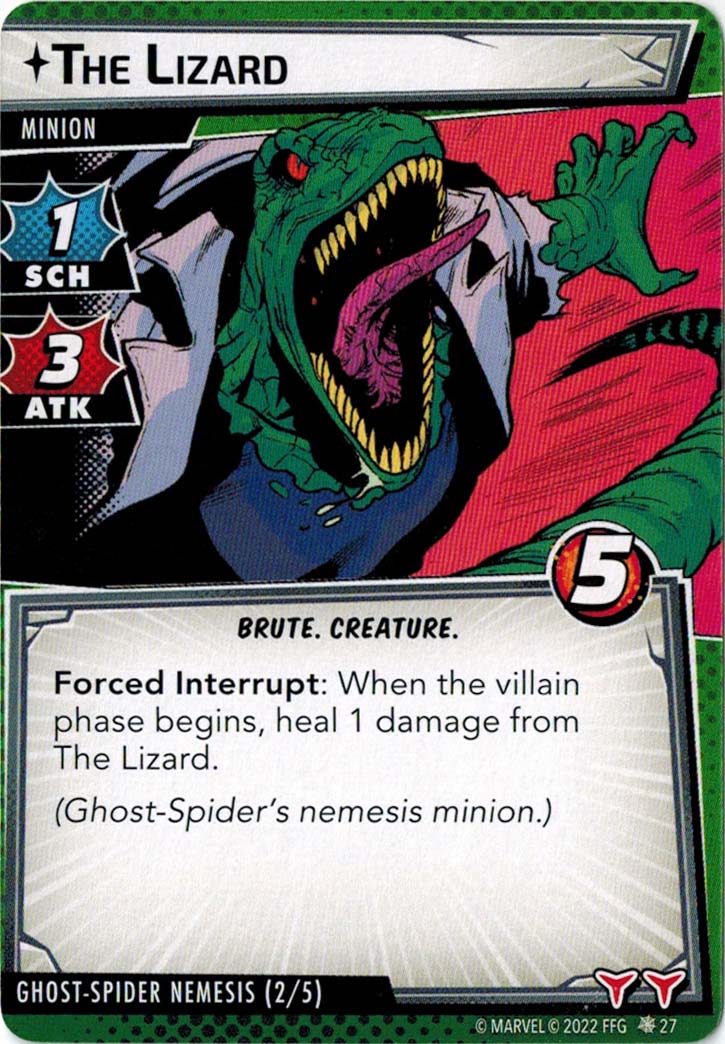 THE LIZARD
MINION
1
SCH
3
ATK
5
BRUTE. CREATURE.
Forced Interrupt: When the villain
phase begins, heal 1 damage from
The Lizard.
(Ghost-Spider's nemesis minion.)
GHOST-SPIDER NEMESIS (2/5)
© MARVEL © 2022 FFG 27